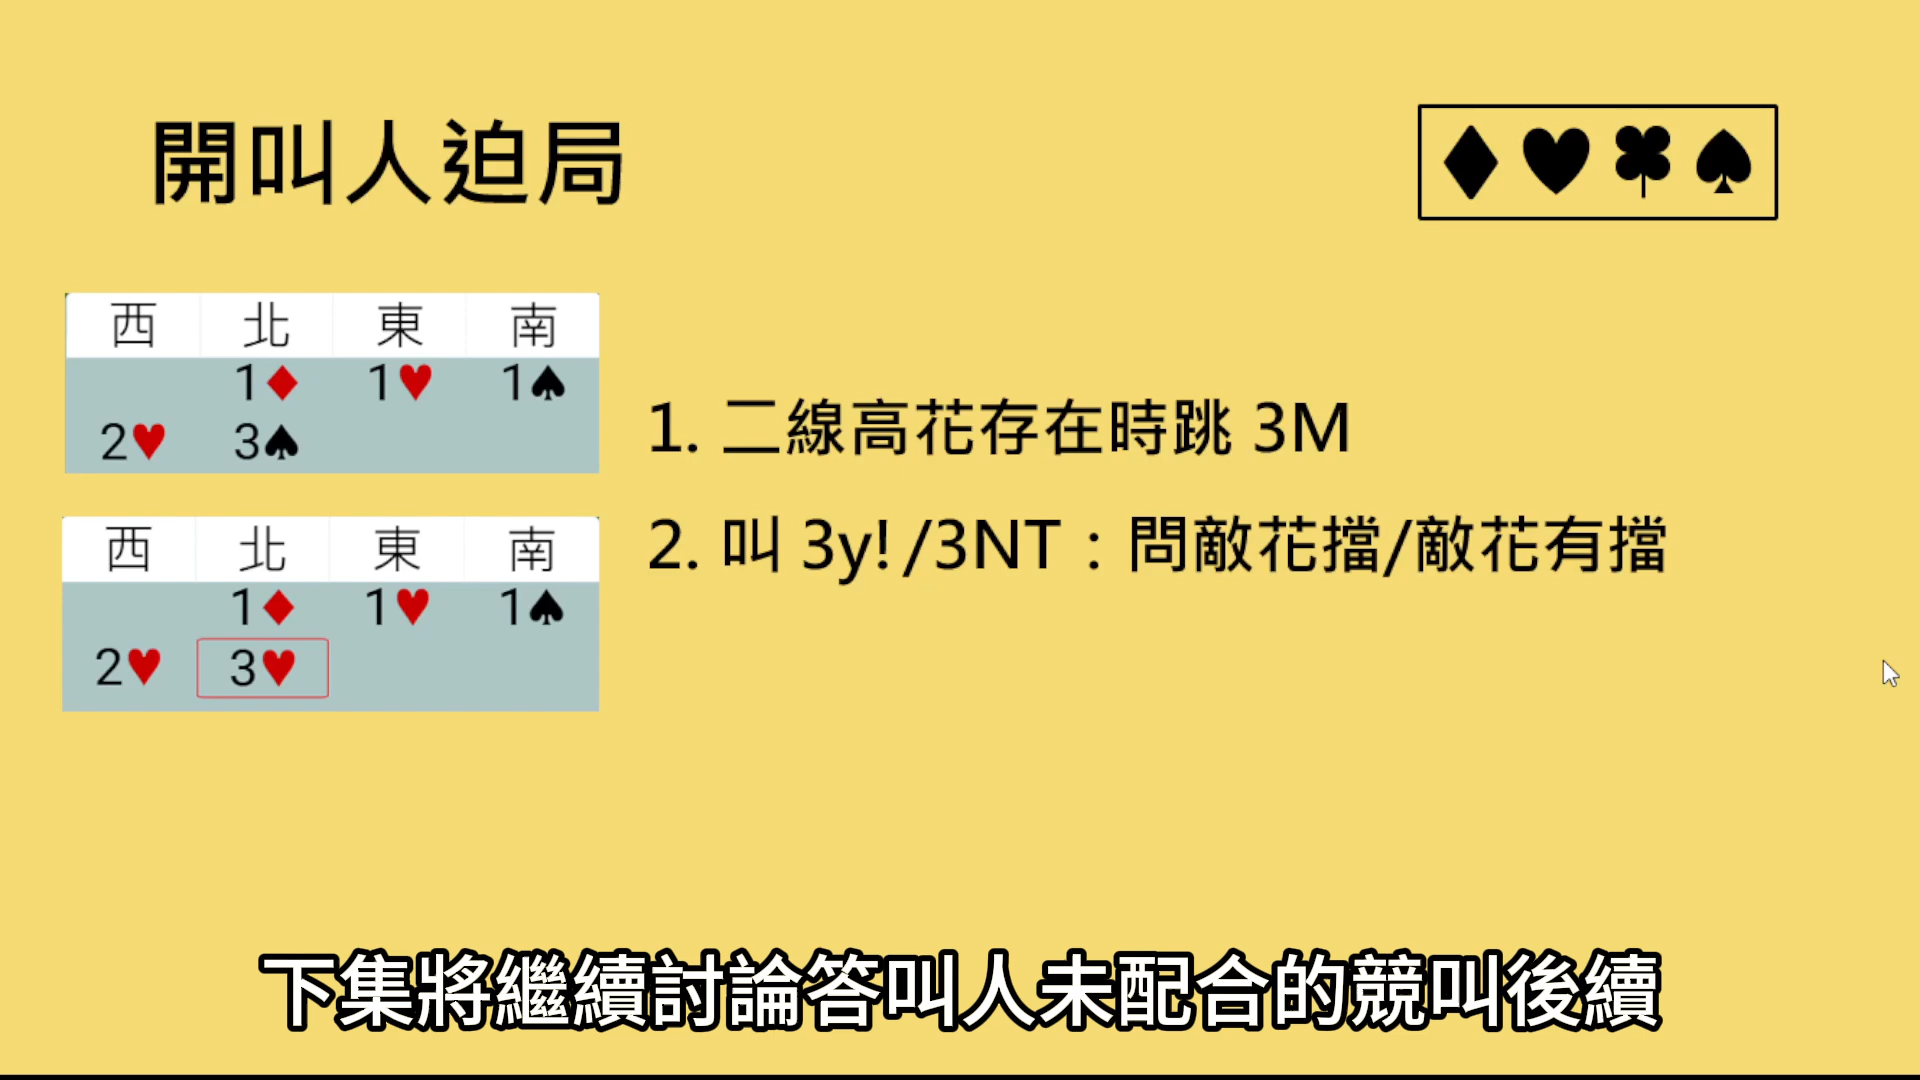 開叫人迫局
♦♥♣♠
西 北 東 南
1♦ 1♥ 1♠
2♥ 3♠
1. 二線高花存在時跳 3M
2. 叫 3y! /3NT：問敵花擋/敵花有擋
西 北 東 南
1♦ 1♥ 1♠
2♥ 3♥
下集將繼續討論答叫人未配合的競叫後續